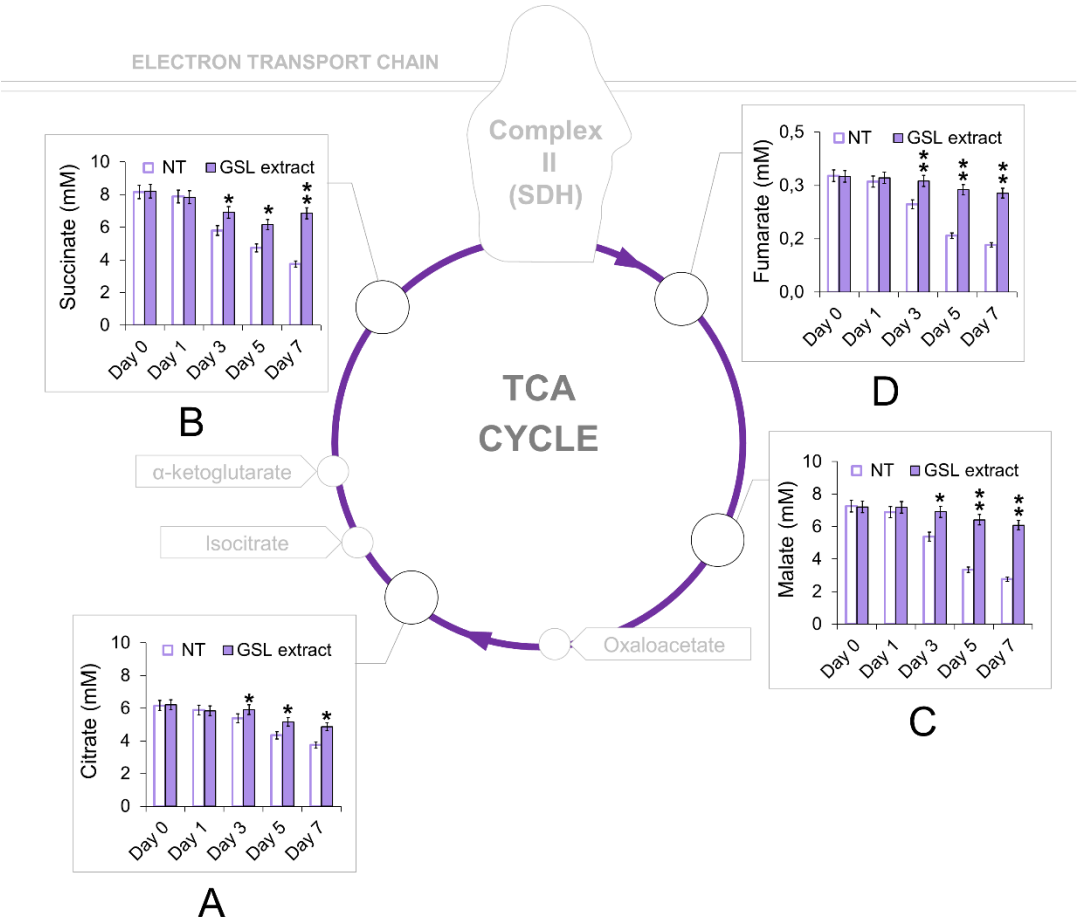 ELECTRON TRANSPORT CHAIN
Complex
II
(SDH)
NT GSL extract
Succinate (mM)
10
8
6
4
2
0
* * **
Day 0 Day 1 Day 3 Day 5 Day 7
B
NT GSL extract
Fumarate (mM)
0,5
0,3
0,2
0,0
** ** **
Day 0 Day 1 Day 3 Day 5 Day 7
D
TCA
CYCLE
α-ketoglutarate
Isocitrate
NT GSL extract
Malate (mM)
10
8
6
4
2
0
* ** **
Day 0 Day 1 Day 3 Day 5 Day 7
C
Oxaloacetate
NT GSL extract
Citrate (mM)
10
8
6
4
2
0
* * *
Day 0 Day 1 Day 3 Day 5 Day 7
A